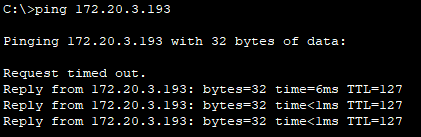 C:\>ping 172.20.3.193
Pinging 172.20.3.193 with 32 bytes of data:
Request timed out.
Reply from 172.20.3.193: bytes=32 time=6ms TTL=127
Reply from 172.20.3.193: bytes=32 time<1ms TTL=127
Reply from 172.20.3.193: bytes=32 time<1ms TTL=127